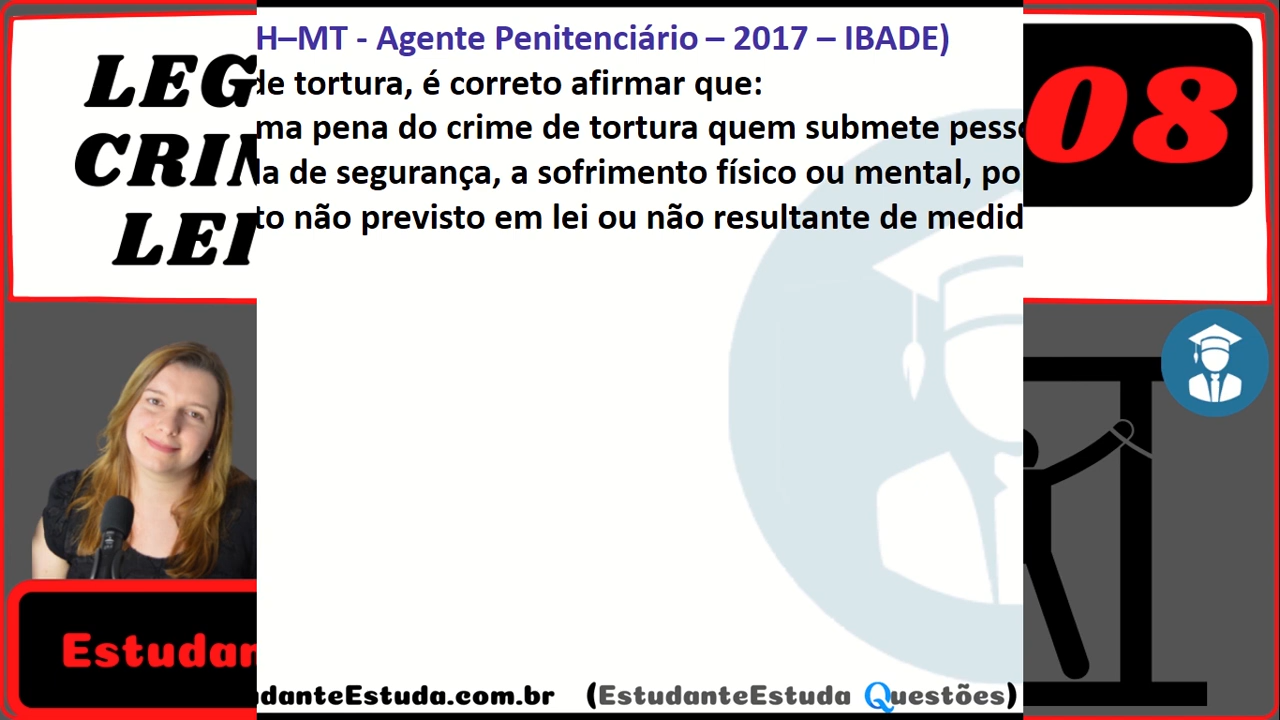 LEG
CRIM
LEI
08
H–MT - Agente Penitenciário – 2017 – IBADE)
de tortura, é correto afirmar que:
ma pena do crime de tortura quem submete pesso
a de segurança, a sofrimento físico ou mental, po
to não previsto em lei ou não resultante de medid
Estudan
danteEstuda.com.br (EstudanteEstuda Questões)